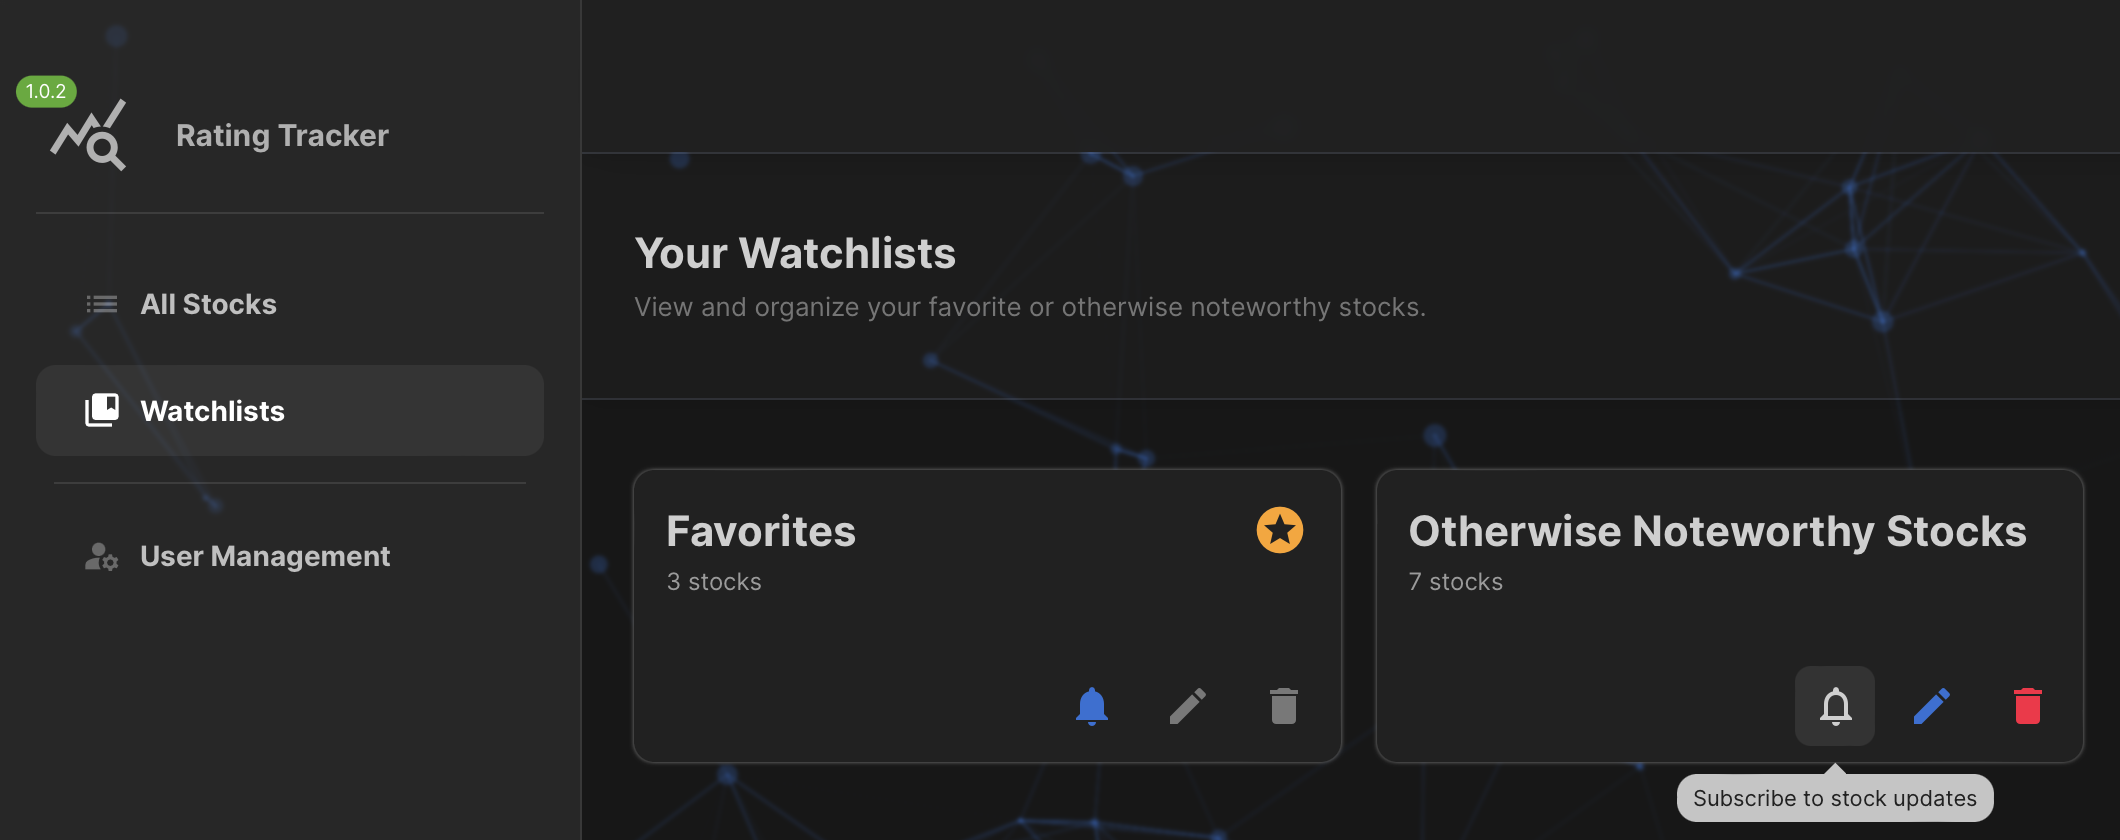 1.0.2
Rating Tracker
All Stocks
Watchlists
User Management
Your Watchlists
View and organize your favorite or otherwise noteworthy stocks.
Favorites
3 stocks
Otherwise Noteworthy Stocks
7 stocks
Subscribe to stock updates